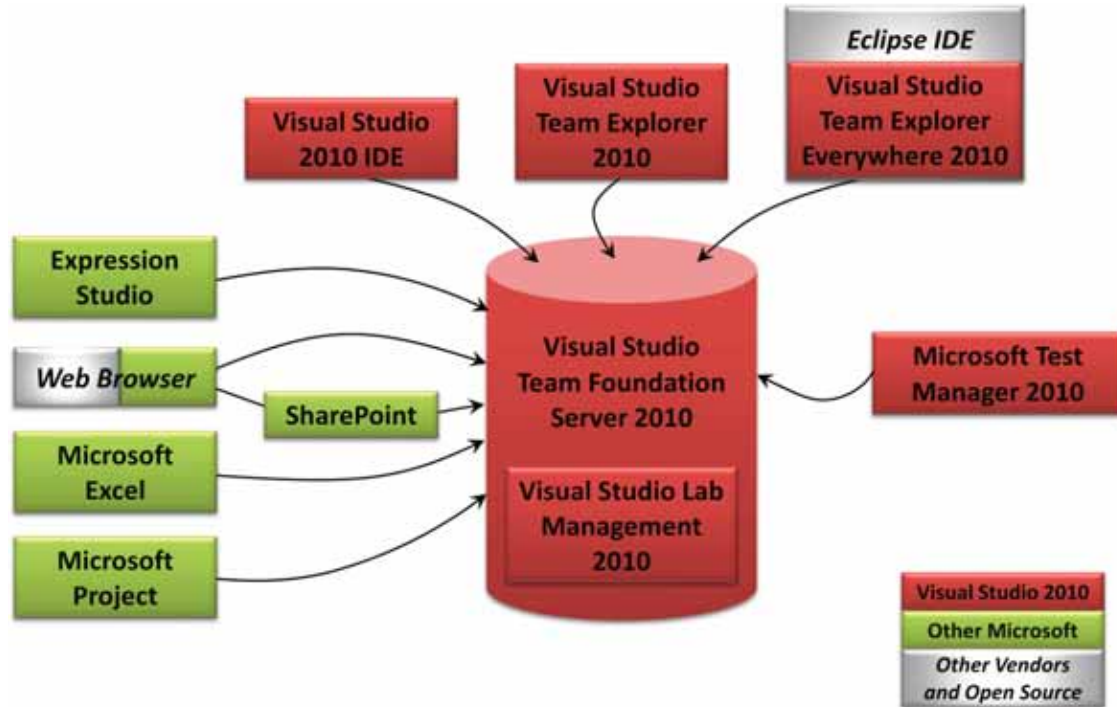 Eclipse IDE
Visual Studio
Team Explorer
Everywhere 2010
Visual Studio
Team Explorer
2010
Visual Studio
2010 IDE
Expression
Studio
Web Browser
SharePoint
Microsoft
Excel
Microsoft
Project
Visual Studio
Team Foundation
Server 2010
Visual Studio Lab
Management
2010
Microsoft Test
Manager 2010
Visual Studio 2010
Other Microsoft
Other Vendors
and Open Source